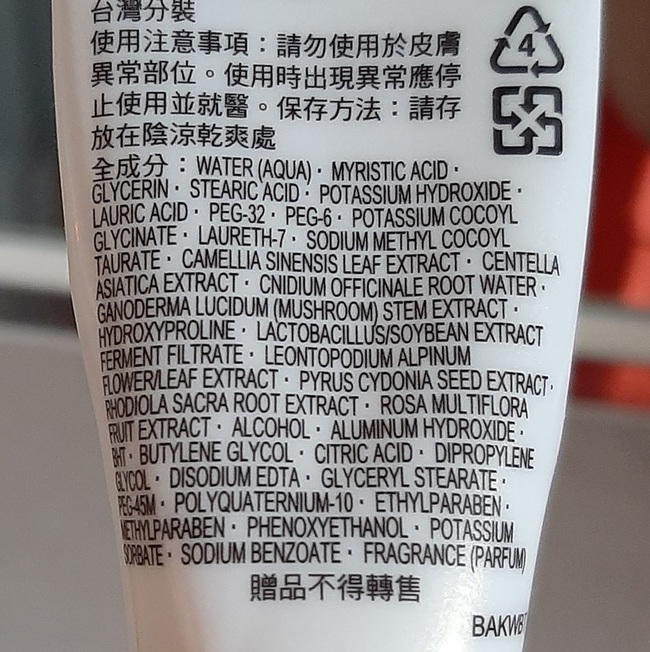 台灣分裝
使用注意事項：請勿使用於皮膚
異常部位。使用時出現異常應停
止使用並就醫。保存方法：請存
放在陰涼乾爽處
4
全成分：WATER (AQUA)· MYRISTIC ACID ·
GLYCERIN · STEARIC ACID · POTASSIUM HYDROXIDE ·
LAURIC ACID · PEG-32 · PEG-6 · POTASSIUM COCOYL
GLYCINATE · LAURETH-7 · SODIUM METHYL COCOYL
TAURATE · CAMELLIA SINENSIS LEAF EXTRACT · CENTELLA
ASIATICA EXTRACT · CNIDIUM OFFICINALE ROOT WATER ·
GANODERMA LUCIDUM (MUSHROOM) STEM EXTRACT ·
HYDROXYPROLINE · LACTOBACILLUS/SOYBEAN EXTRACT
FERMENT FILTRATE · LEONTOPODIUM ALPINUM
FLOWER/LEAF EXTRACT · PYRUS CYDONIA SEED EXTRACT ·
RHODIOLA SACRA ROOT EXTRACT · ROSA MULTIFLORA
FRUIT EXTRACT · ALCOHOL · ALUMINUM HYDROXIDE ·
BHT · BUTYLENE GLYCOL · CITRIC ACID · DIPROPYLENE
GLYCOL · DISODIUM EDTA · GLYCERYL STEARATE ·
PEG-45M · POLYQUATERNIUM-10 · ETHYLPARABEN ·
METHYLPARABEN · PHENOXYETHANOL · POTASSIUM
SORBATE · SODIUM BENZOATE · FRAGRANCE (PARFUM)
贈品不得轉售